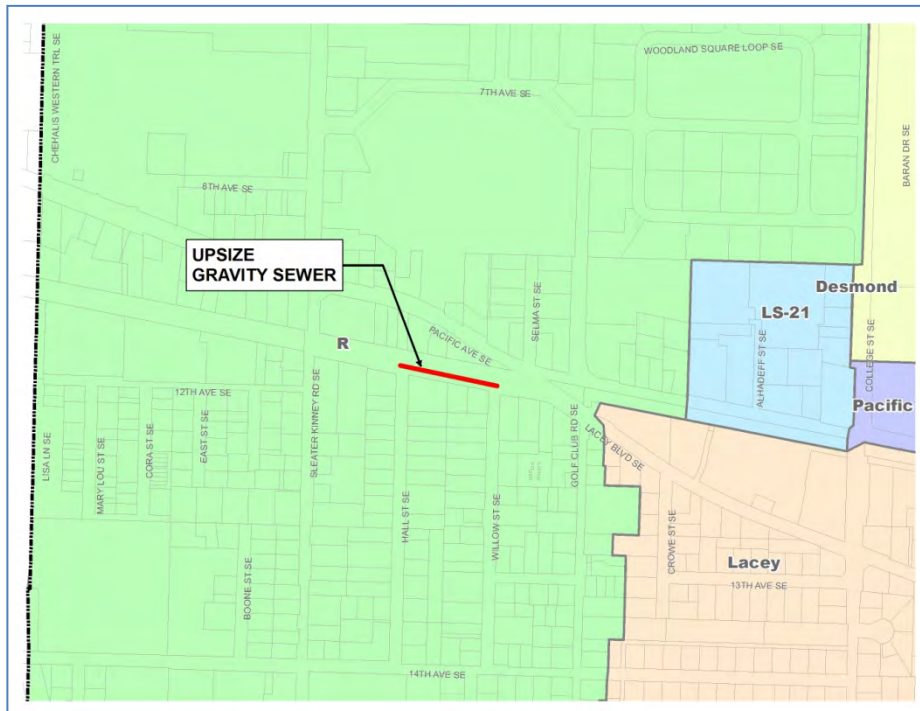 CHEHALIS WESTERN TRL SE
WOODLAND SQUARE LOOP SE
7TH AVE SE
BARAN DR SE
8TH AVE SE
UPSIZE
GRAVITY SEWER
SELMA ST SE
Desmond
LS-21
PACIFIC AVE SE
R
ALHADEFF ST SE
COLLEGE ST SE
12TH AVE SE
Pacific
LISA LN SE
MARY LOU ST SE
CORA ST SE
EAST ST SE
SLEATER KINNEY RD SE
GOLF CLUB RD SE
LACEY BLVD SE
HALL ST SE
WILLOW ST SE
CROWE ST SE
Lacey
13TH AVE SE
BOONE ST SE
14TH AVE SE